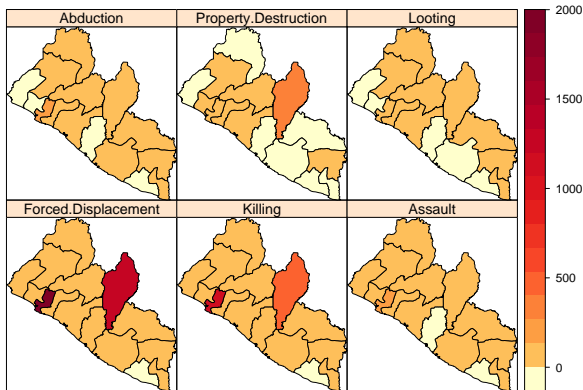 Abduction
Property.Destruction
Looting
Forced.Displacement
Killing
Assault
2000
1500
1000
500
0